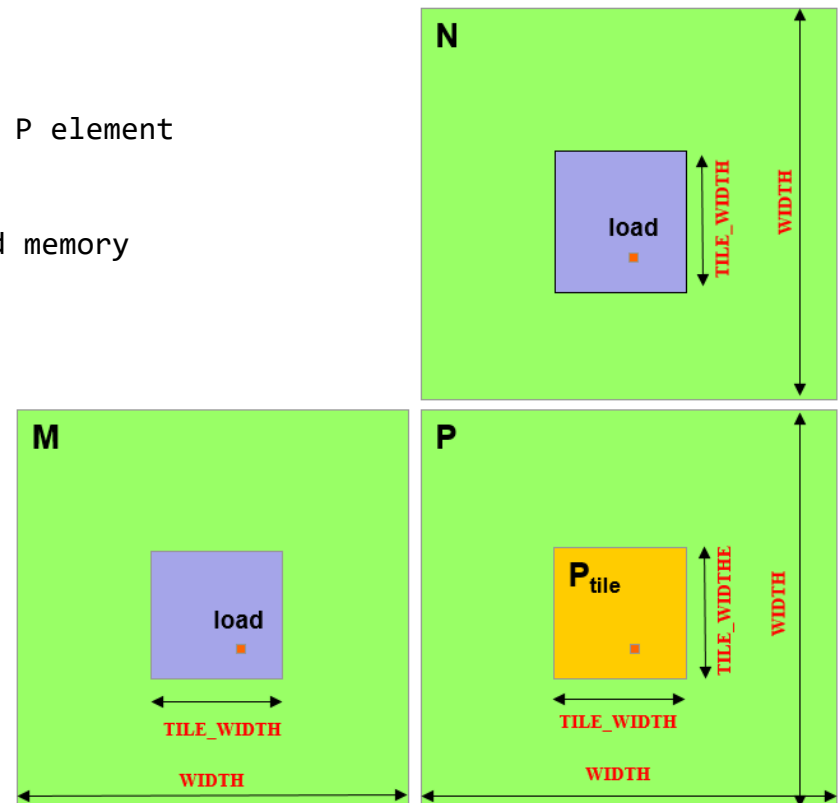 P element
d memory
N
load
TILE_WIDTH
WIDTH
M
load
TILE_WIDTH
WIDTH
P
Ptile
TILE_WIDTHE
WIDTH
TILE_WIDTH
WIDTH